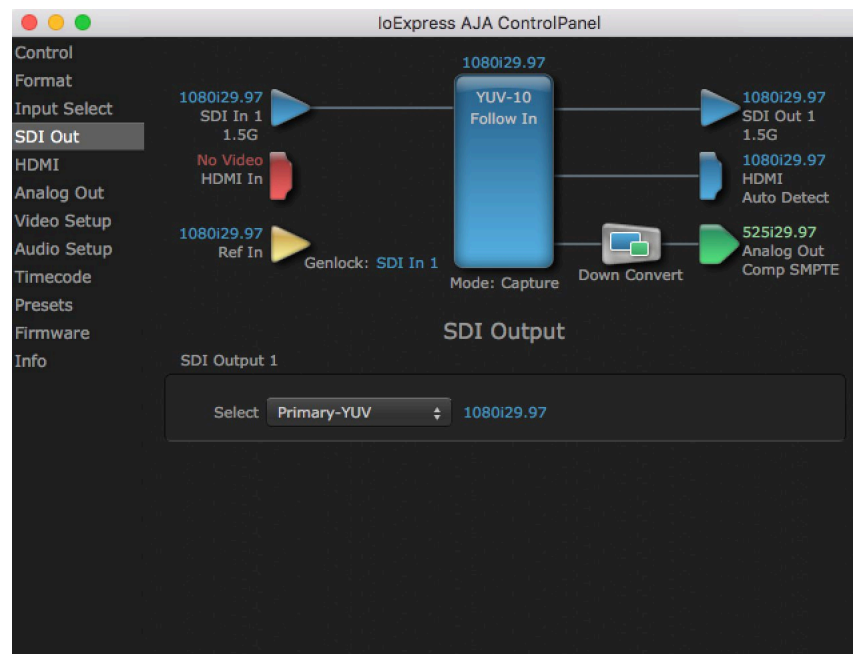 IoExpress AJA ControlPanel
Control
Format
Input Select
SDI Out
HDMI
Analog Out
Video Setup
Audio Setup
Timecode
Presets
Firmware
Info
1080i29.97
1080i29.97
SDI In 1
1.5G
No Video
HDMI In
1080i29.97
Ref In
Genlock: SDI In 1
YUV-10
Follow In
Mode: Capture
Down Convert
1080i29.97
SDI Out 1
1.5G
1080i29.97
HDMI
Auto Detect
525i29.97
Analog Out
Comp SMPTE
SDI Output
SDI Output 1
Select Primary-YUV 1080i29.97